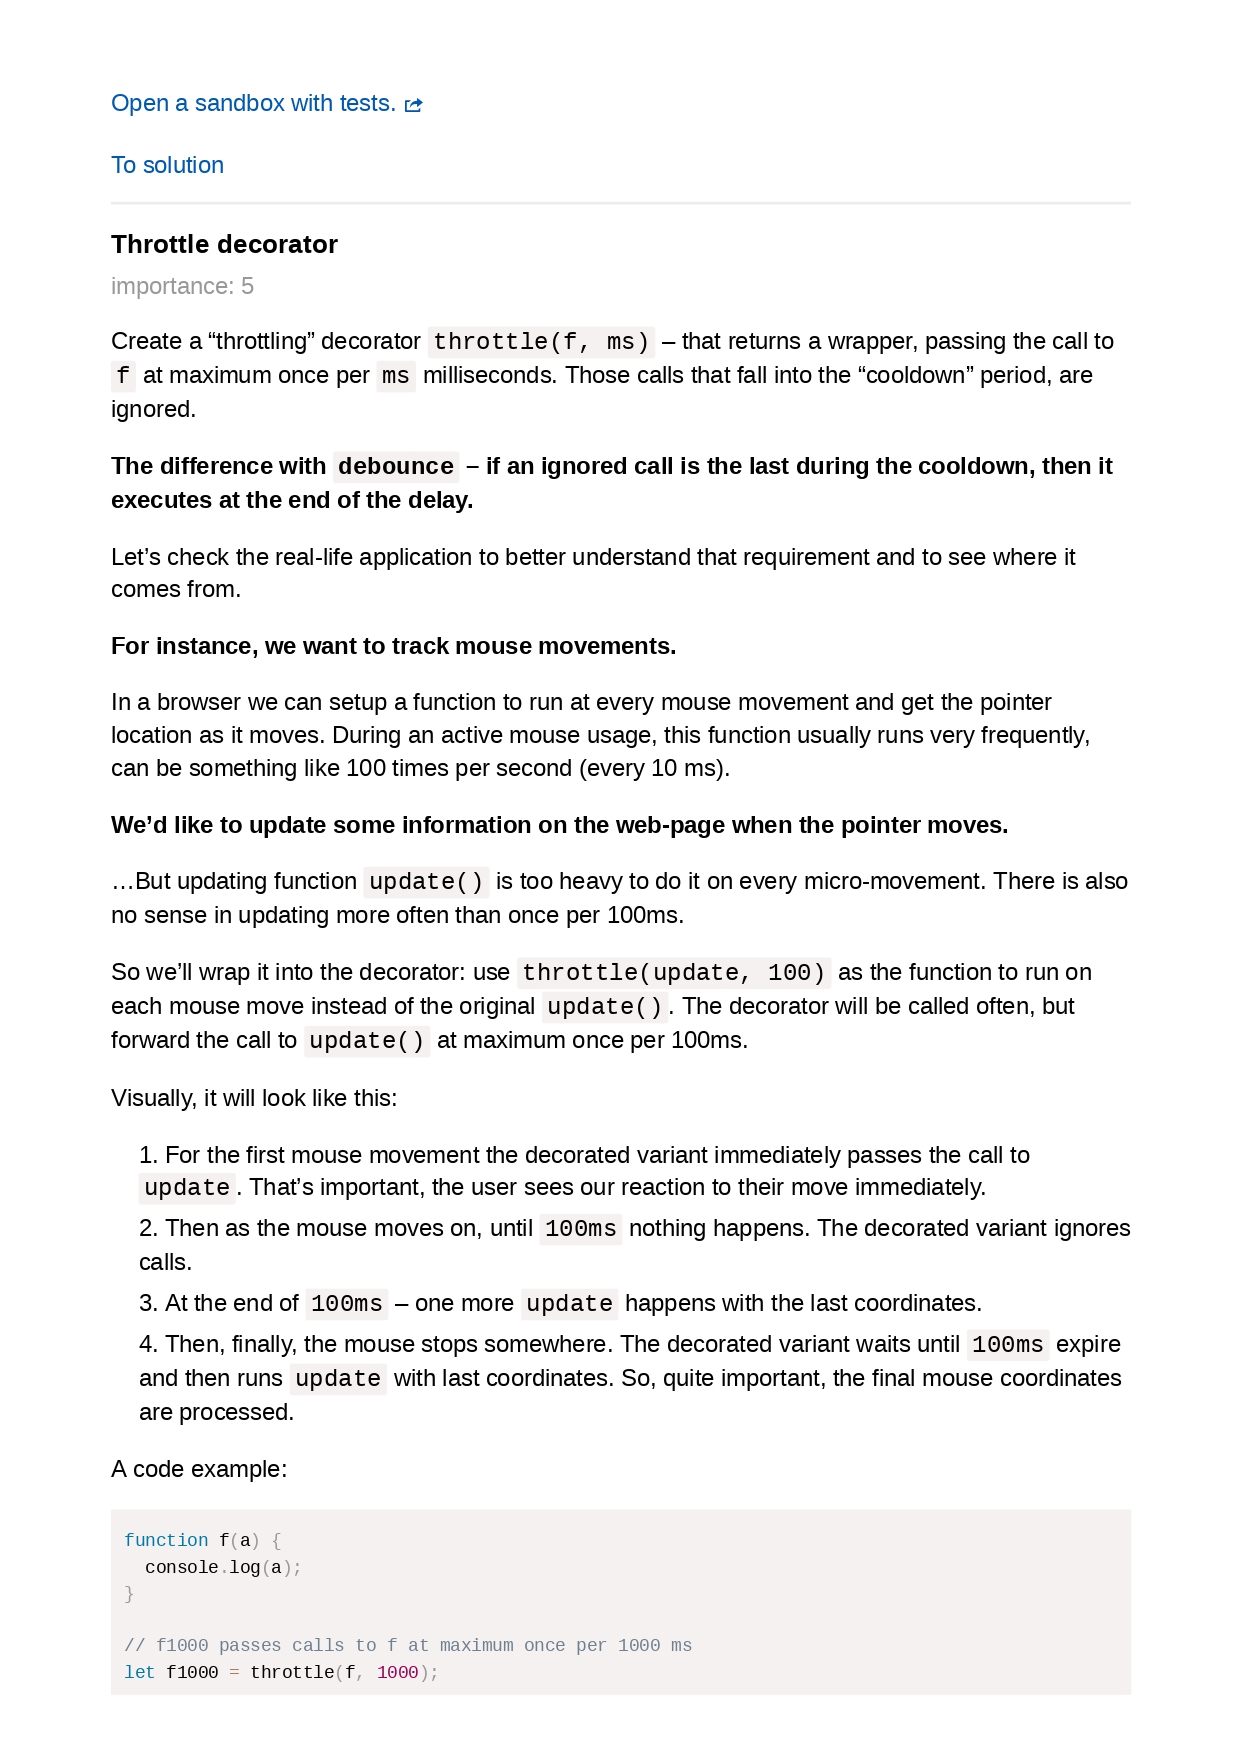 Open a sandbox with tests.
To solution
Throttle decorator
importance: 5
Create a “throttling” decorator throttle(f, ms) – that returns a wrapper, passing the call to
f at maximum once per ms milliseconds. Those calls that fall into the “cooldown” period, are
ignored.
The difference with debounce – if an ignored call is the last during the cooldown, then it
executes at the end of the delay.
Let’s check the real-life application to better understand that requirement and to see where it
comes from.
For instance, we want to track mouse movements.
In a browser we can setup a function to run at every mouse movement and get the pointer
location as it moves. During an active mouse usage, this function usually runs very frequently,
can be something like 100 times per second (every 10 ms).
We’d like to update some information on the web-page when the pointer moves.
…But updating function update() is too heavy to do it on every micro-movement. There is also
no sense in updating more often than once per 100ms.
So we’ll wrap it into the decorator: use throttle(update, 100) as the function to run on
each mouse move instead of the original update(). The decorator will be called often, but
forward the call to update() at maximum once per 100ms.
Visually, it will look like this:
1. For the first mouse movement the decorated variant immediately passes the call to
update. That’s important, the user sees our reaction to their move immediately.
2. Then as the mouse moves on, until 100ms nothing happens. The decorated variant ignores
calls.
3. At the end of 100ms – one more update happens with the last coordinates.
4. Then, finally, the mouse stops somewhere. The decorated variant waits until 100ms expire
and then runs update with last coordinates. So, quite important, the final mouse coordinates
are processed.
A code example:
function f(a) {
  console.log(a);
}
// f1000 passes calls to f at maximum once per 1000 ms
let f1000 = throttle(f, 1000);